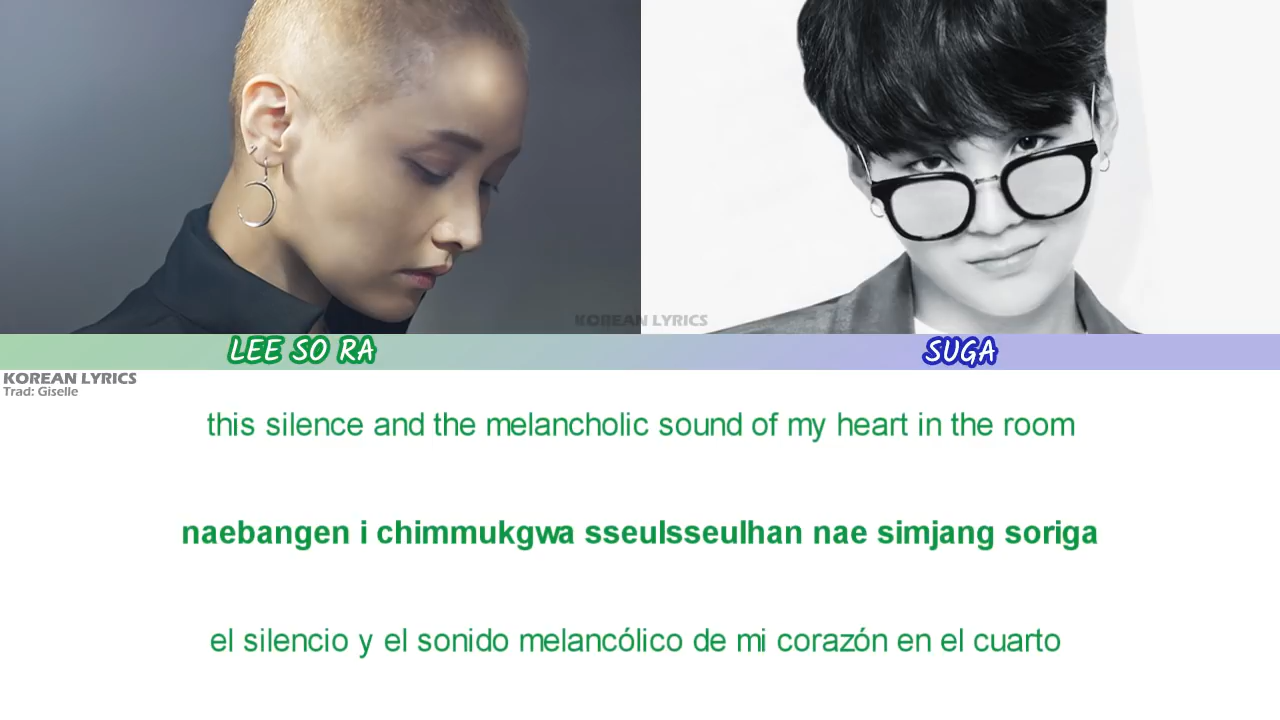 KOREAN LYRICS
LEE SO RA
SUGA
KOREAN LYRICS
Trad: Giselle
this silence and the melancholic sound of my heart in the room
naebangen i chimmukgwa sseulsseulhan nae simjang soriga
el silencio y el sonido melancólico de mi corazón en el cuarto